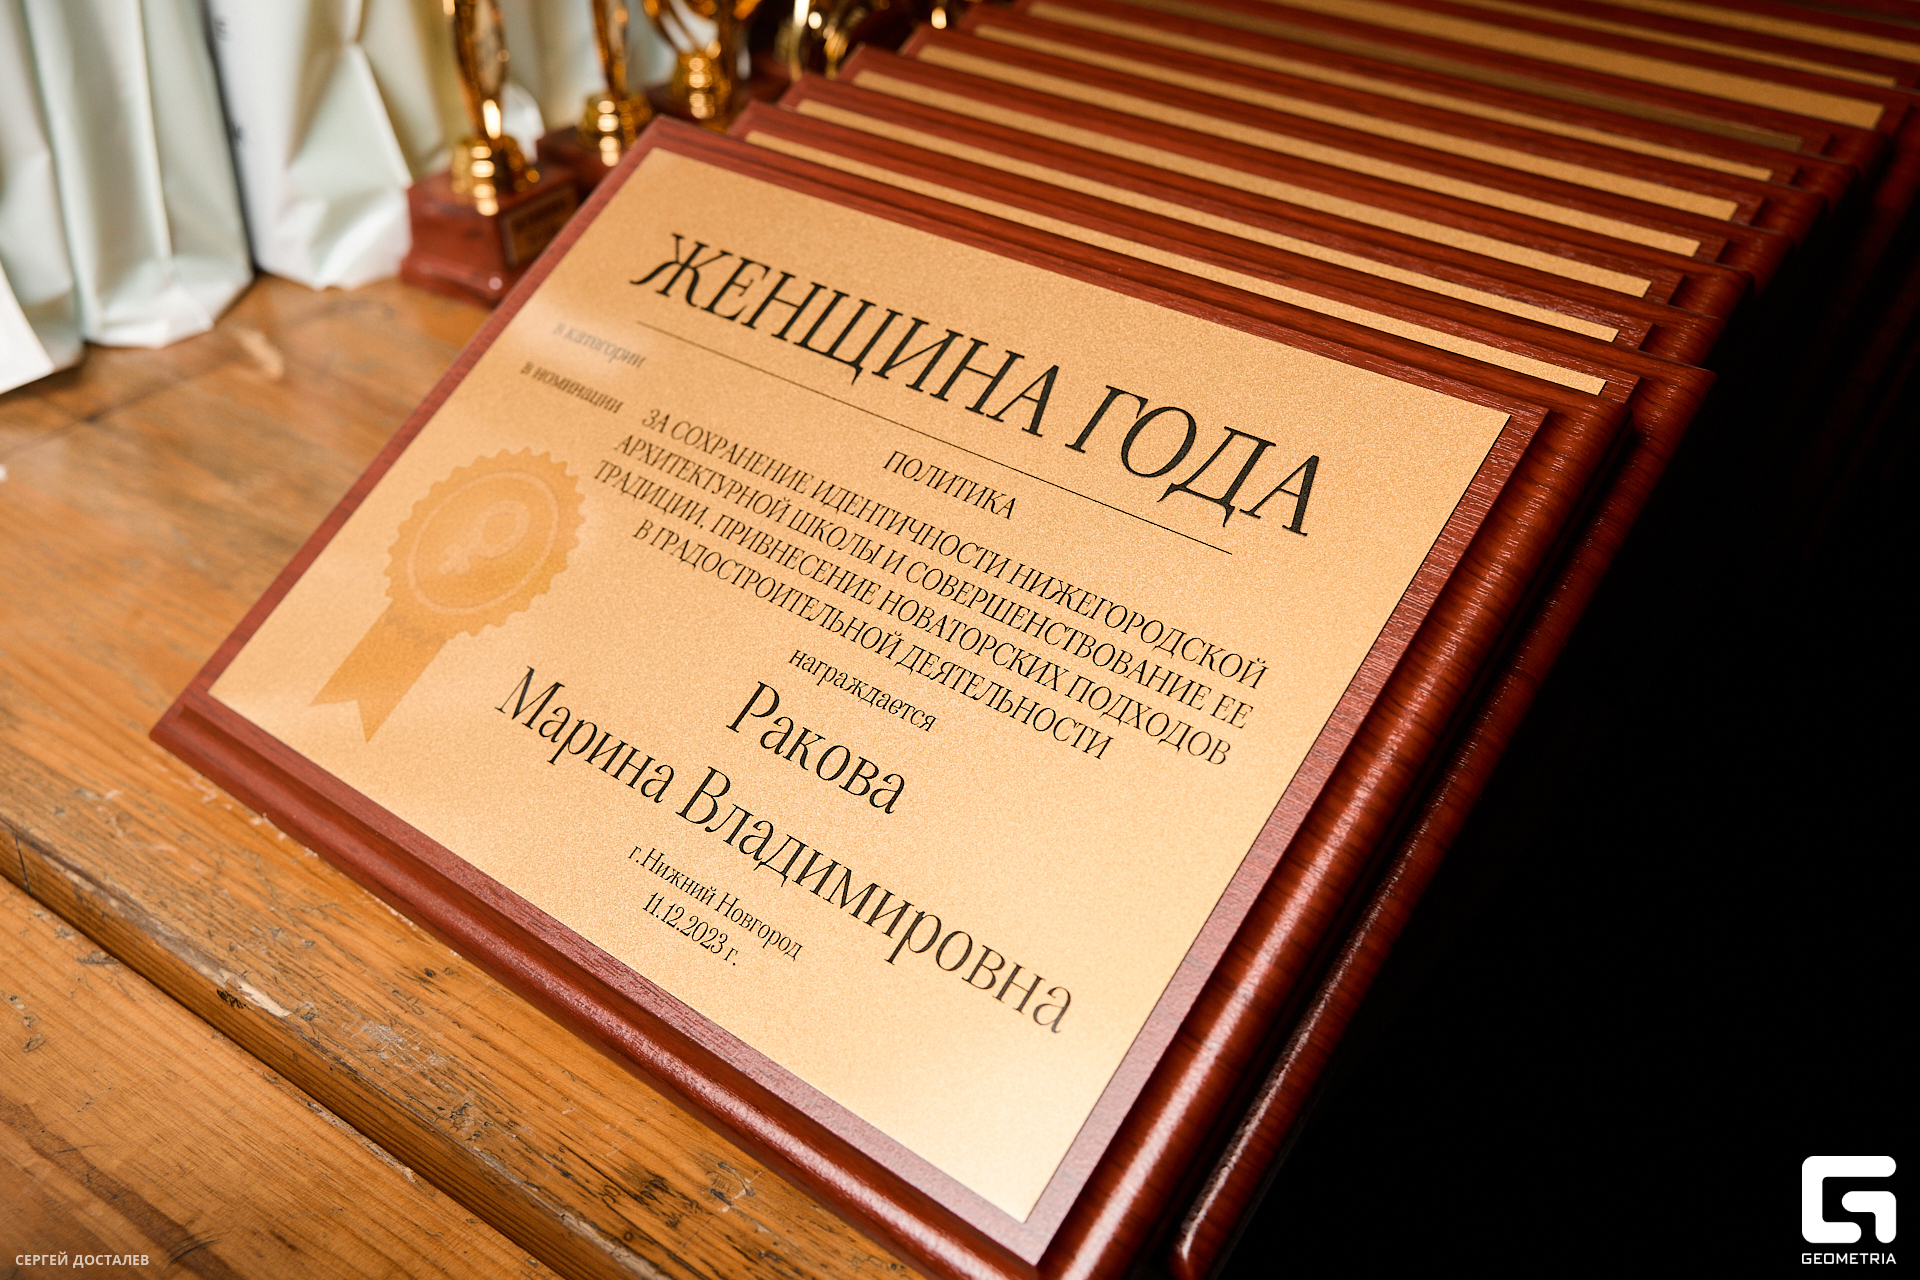 ЖЕНЩИНА ГОДА
в категории
ПОЛИТИКА
в номинации
ЗА СОХРАНЕНИЕ ИДЕНТИЧНОСТИ НИЖЕГОРОДСКОЙ
АРХИТЕКТУРНОЙ ШКОЛЫ И СОВЕРШЕНСТВОВАНИЕ ЕЕ
ТРАДИЦИИ, ПРИВНЕСЕНИЕ НОВАТОРСКИХ ПОДХОДОВ
В ГРАДОСТРОИТЕЛЬНОЙ ДЕЯТЕЛЬНОСТИ
награждается
Ракова
Марина Владимировна
г.Нижний Новгород
11.12.2023 г.
СЕРГЕЙ ДОСТАЛЕВ
GEOMETRIA